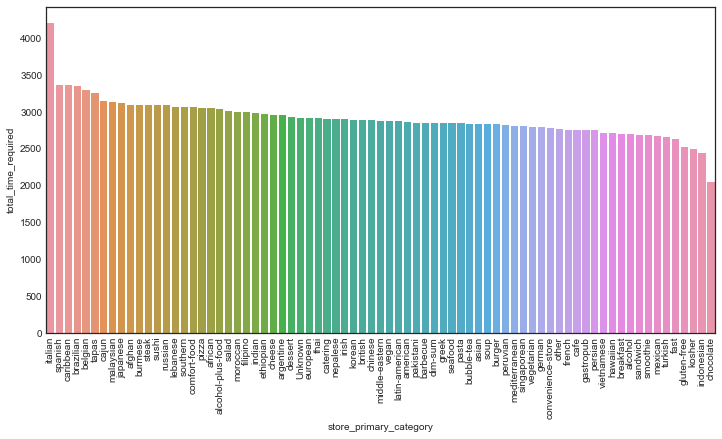 total_time_required
4000
3500
3000
2500
2000
1500
1000
500
0
italian
spanish
caribbean
brazilian
belgian
tapas
cajun
malaysian
japanese
afghan
burmese
steak
sushi
russian
lebanese
southern
comfort-food
pizza
african
alcohol-plus-food
salad
moroccan
filipino
indian
ethiopian
cheese
argentine
dessert
Unknown
european
thai
catering
nepalese
irish
korean
british
chinese
middle-eastern
vegan
latin-american
american
pakistani
barbecue
dim-sum
greek
seafood
pasta
bubble-tea
asian
soup
burger
peruvian
mediterranean
singaporean
vegetarian
german
convenience-store
other
french
cafe
gastropub
persian
vietnamese
hawaiian
breakfast
alcohol
sandwich
smoothie
mexican
turkish
fast
gluten-free
kosher
indonesian
chocolate
store_primary_category